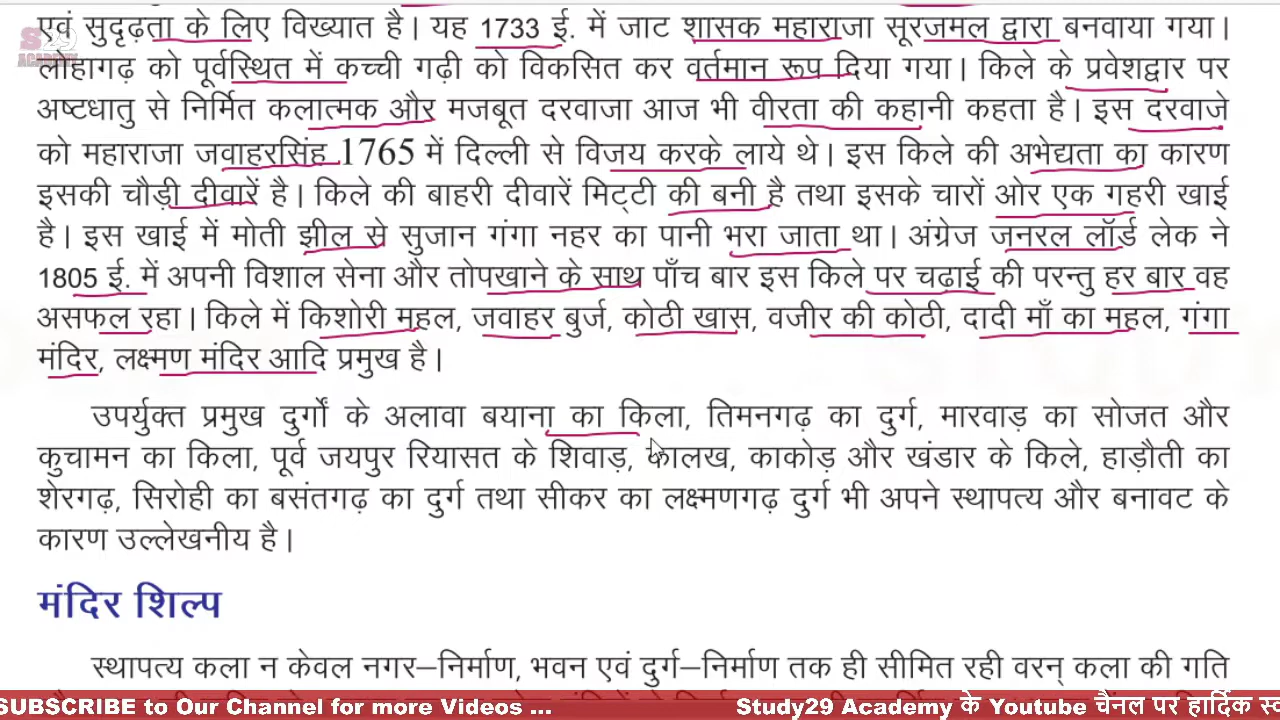 एवं सुदृढ़ता के लिए विख्यात है। यह 1733 ई. में जाट शासक महाराजा सूरजमल द्वारा बनवाया गया।
S29
ACADEMY
लोहागढ़ को पूर्वस्थित में कच्ची गढ़ी को विकसित कर वर्तमान रूप दिया गया। किले के प्रवेशद्वार पर
अष्टधातु से निर्मित कलात्मक और मजबूत दरवाजा आज भी वीरता की कहानी कहता है। इस दरवाजे
को महाराजा जवाहरसिंह 1765 में दिल्ली से विजय करके लाये थे। इस किले की अभेद्यता का कारण
इसकी चौड़ी दीवारें है। किले की बाहरी दीवारें मिट्टी की बनी है तथा इसके चारों ओर एक गहरी खाई
है। इस खाई में मोती झील से सुजान गंगा नहर का पानी भरा जाता था। अंग्रेज जनरल लॉर्ड लेक ने
1805 ई. में अपनी विशाल सेना और तोपखाने के साथ पाँच बार इस किले पर चढ़ाई की परन्तु हर बार वह
असफल रहा। किले में किशोरी महल, जवाहर बुर्ज, कोठी खास, वजीर की कोठी, दादी माँ का महल, गंगा
मंदिर, लक्ष्मण मंदिर आदि प्रमुख है।
उपर्युक्त प्रमुख दुर्गों के अलावा बयाना का किला, तिमनगढ़ का दुर्ग, मारवाड़ का सोजत और
कुचामन का किला, पूर्व जयपुर रियासत के शिवाड़, कालख, काकोड़ और खंडार के किले, हाड़ौती का
शेरगढ़, सिरोही का बसंतगढ़ का दुर्ग तथा सीकर का लक्ष्मणगढ़ दुर्ग भी अपने स्थापत्य और बनावट के
कारण उल्लेखनीय है।
मंदिर शिल्प
स्थापत्य कला न केवल नगर–निर्माण, भवन एवं दुर्ग–निर्माण तक ही सीमित रही वरन् कला की गति
SUBSCRIBE to Our Channel for more Videos ... Study29 Academy के Youtube चैनल पर हार्दिक